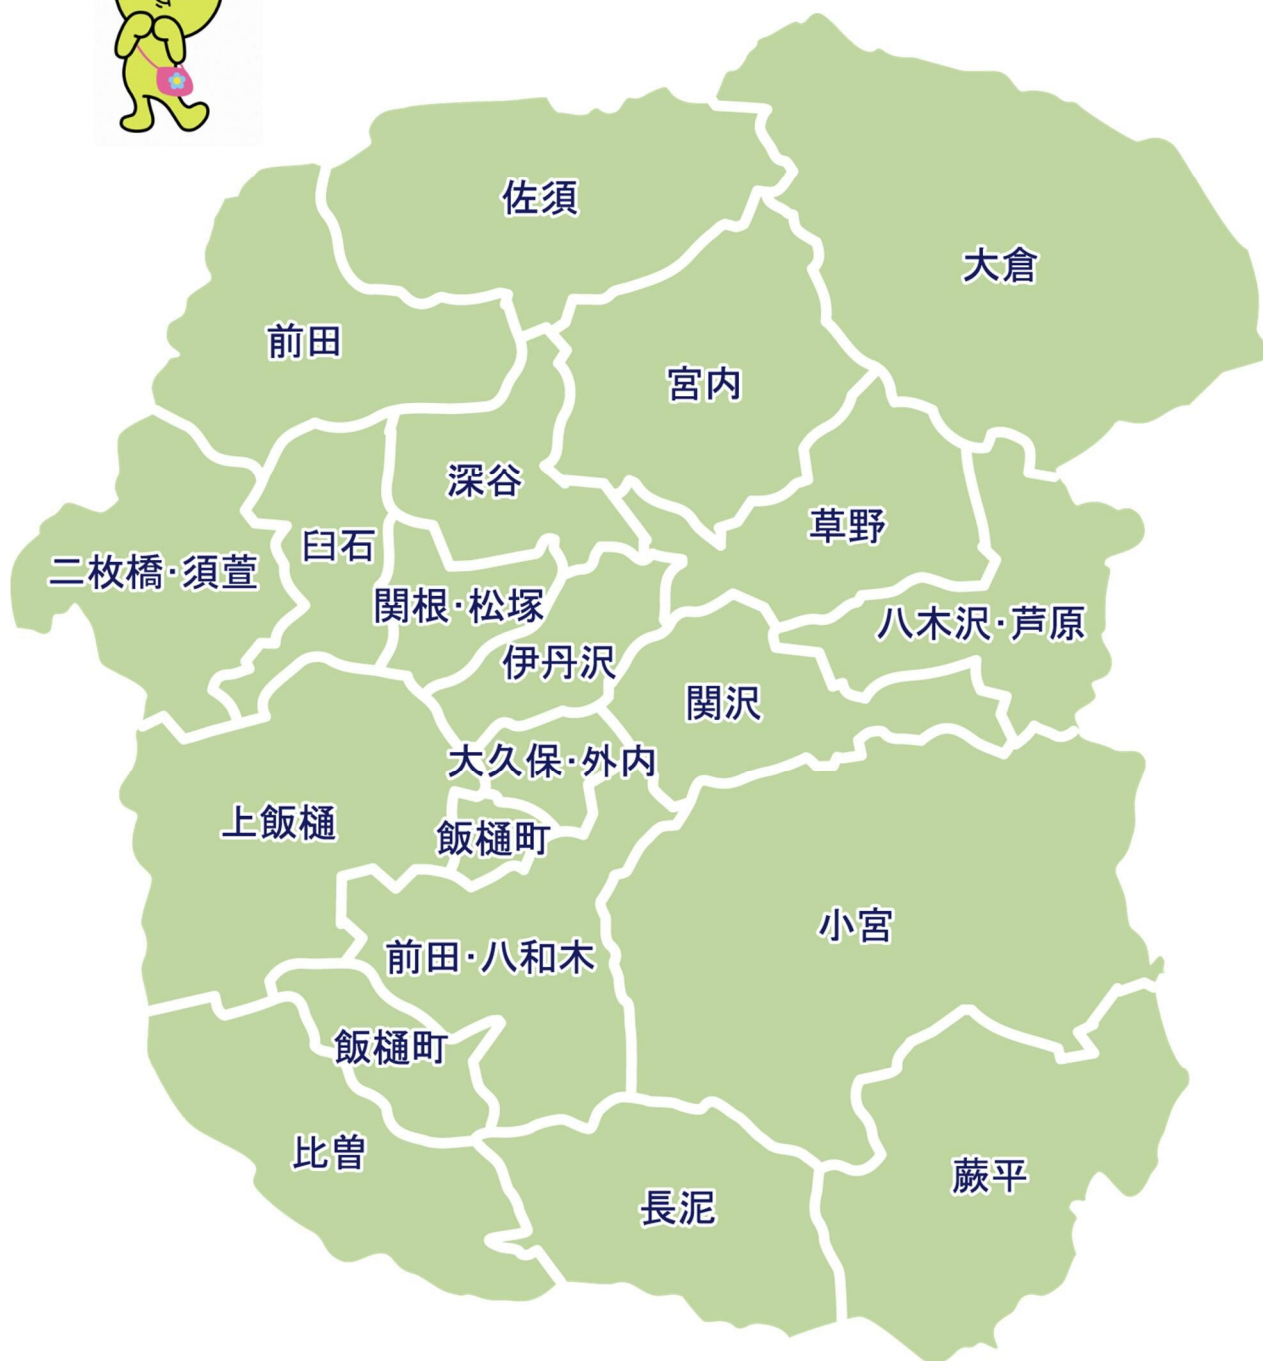 佐須
大倉
前田
宮内
深谷
草野
臼石
二枚橋･須萱
関根･松塚
八木沢･芦原
伊丹沢
関沢
大久保･外内
上飯樋
飯樋町
小宮
前田･八和木
飯樋町
比曽
蕨平
長泥